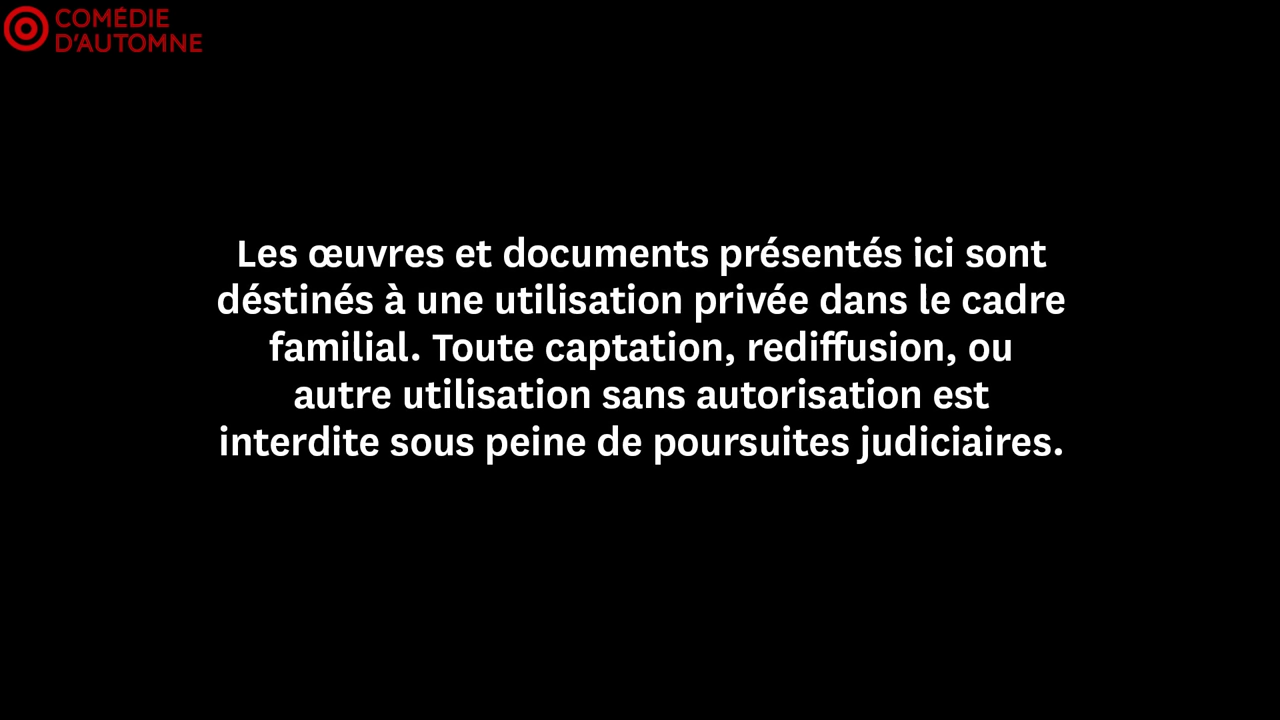 COMÉDIE
D'AUTOMNE
Les œuvres et documents présentés ici sont
déstinés à une utilisation privée dans le cadre
familial. Toute captation, rediffusion, ou
autre utilisation sans autorisation est
interdite sous peine de poursuites judiciaires.